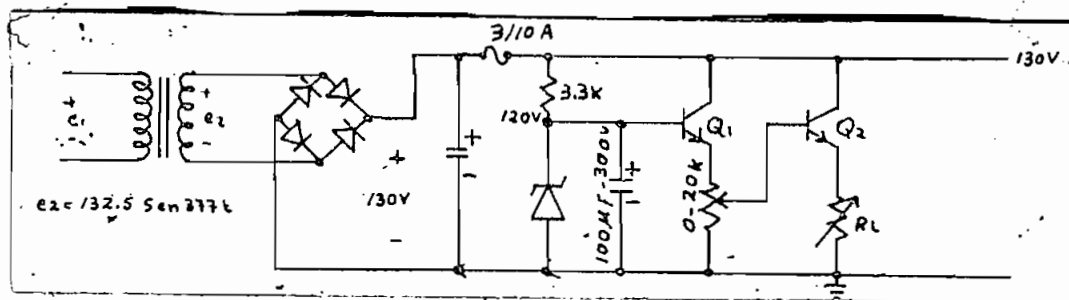 3/10 A
130V
3.3K
120V
Q1
Q2
+
e1
-
+
e2
-
+
130V
-
+
-
100μF-300V
+
-
0-20K
RL
e2 = 132.5 Sen 377t